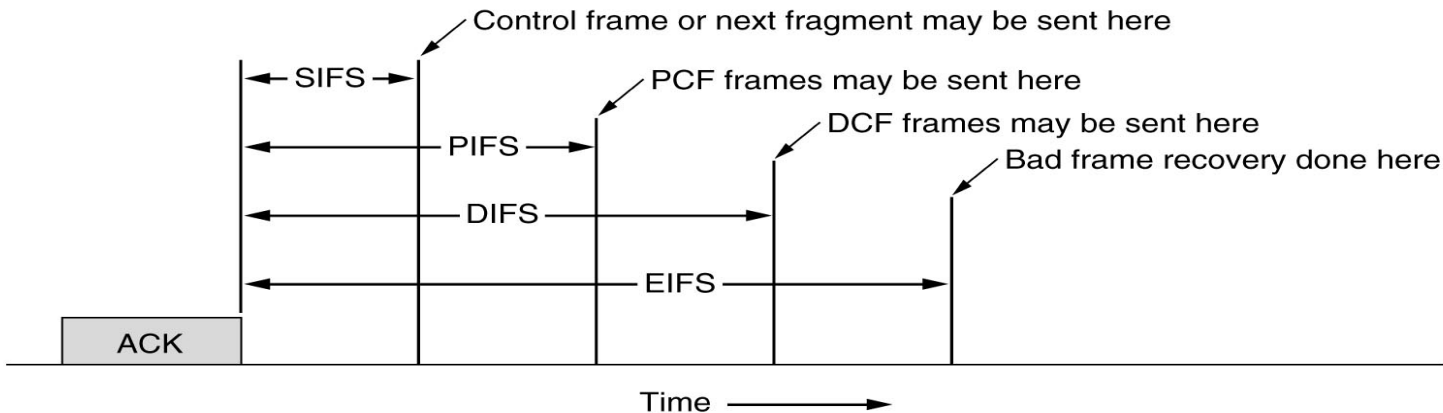 Control frame or next fragment may be sent here
SIFS
PCF frames may be sent here
DCF frames may be sent here
PIFS
Bad frame recovery done here
DIFS
EIFS
ACK
Time